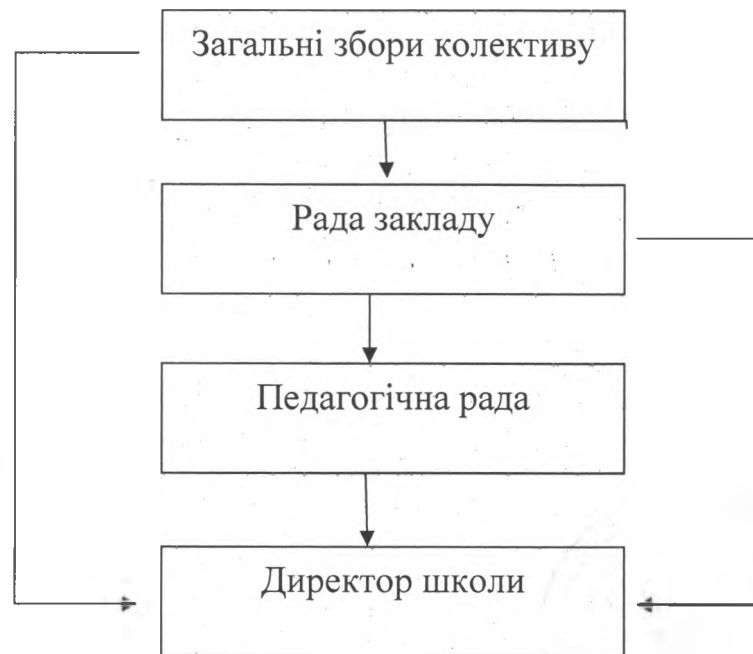 Загальні збори колективу
Рада закладу
Педагогічна рада
Директор школи